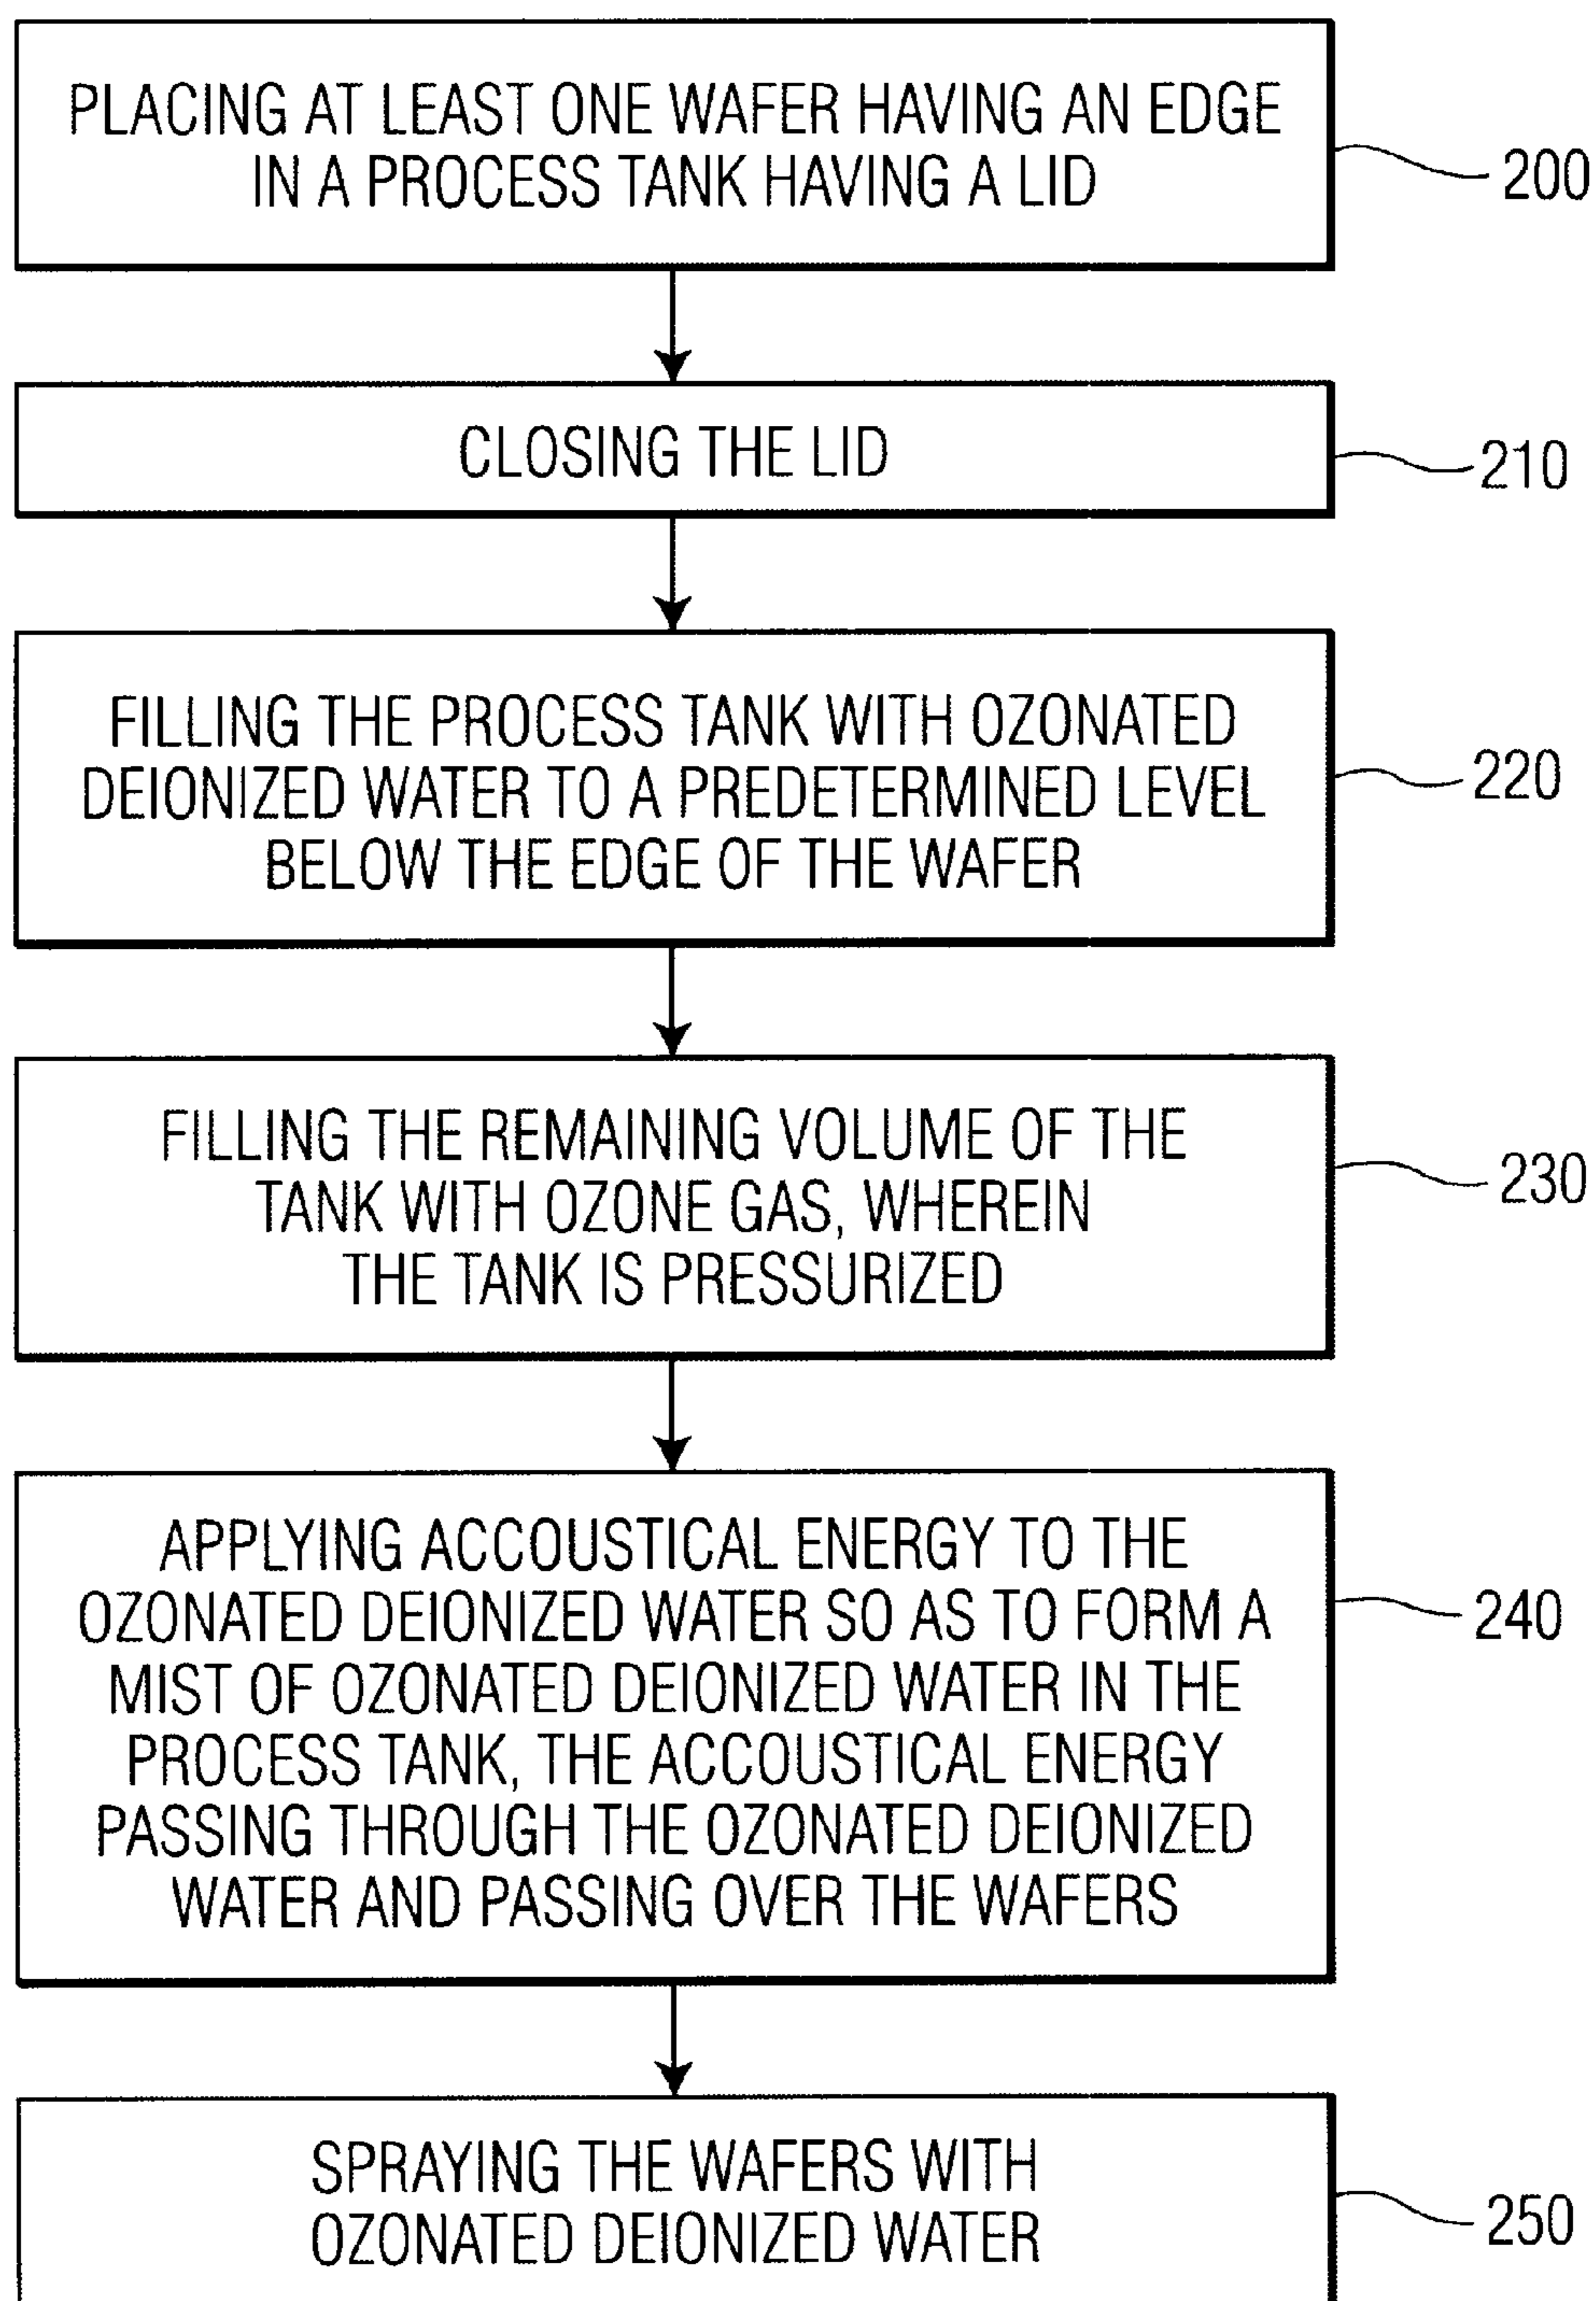 PLACING AT LEAST ONE WAFER HAVING AN EDGE
IN A PROCESS TANK HAVING A LID
200
CLOSING THE LID
210
FILLING THE PROCESS TANK WITH OZONATED
DEIONIZED WATER TO A PREDETERMINED LEVEL
BELOW THE EDGE OF THE WAFER
220
FILLING THE REMAINING VOLUME OF THE
TANK WITH OZONE GAS, WHEREIN
THE TANK IS PRESSURIZED
230
APPLYING ACCOUSTICAL ENERGY TO THE
OZONATED DEIONIZED WATER SO AS TO FORM A
MIST OF OZONATED DEIONIZED WATER IN THE
PROCESS TANK, THE ACCOUSTICAL ENERGY
PASSING THROUGH THE OZONATED DEIONIZED
WATER AND PASSING OVER THE WAFERS
240
SPRAYING THE WAFERS WITH
OZONATED DEIONIZED WATER
250